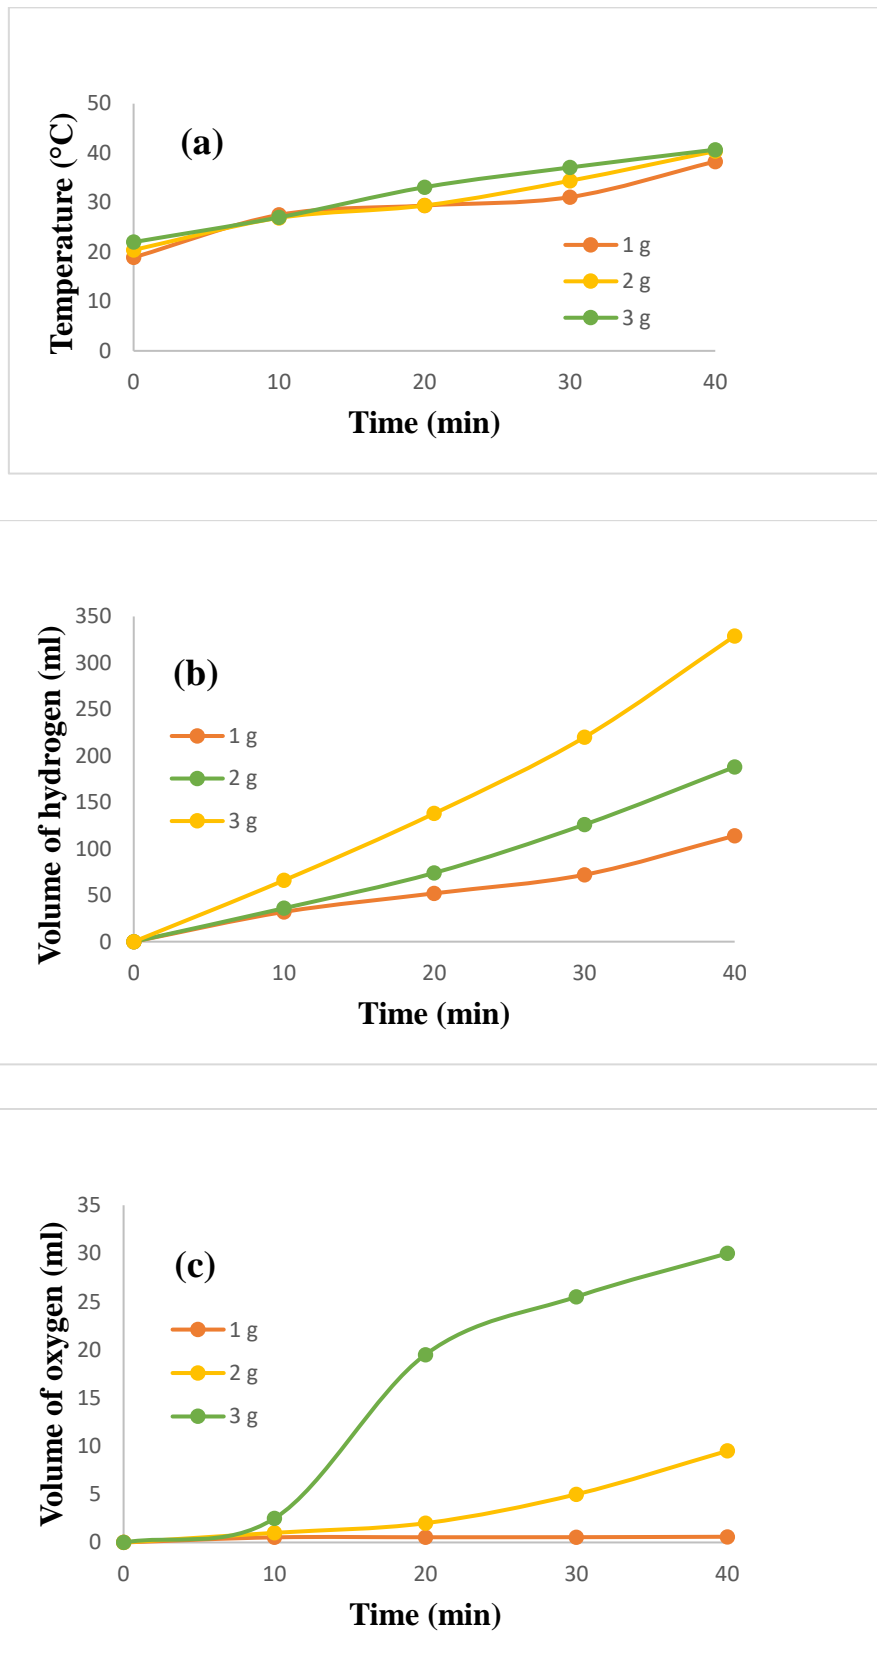 50
40
30
20
10
0
Temperature (°C)
(a)
1 g
2 g
3 g
0 10 20 30 40
Time (min)
350
300
250
200
150
100
50
0
Volume of hydrogen (ml)
(b)
1 g
2 g
3 g
0 10 20 30 40
Time (min)
35
30
25
20
15
10
5
0
Volume of oxygen (ml)
(c)
1 g
2 g
3 g
0 10 20 30 40
Time (min)